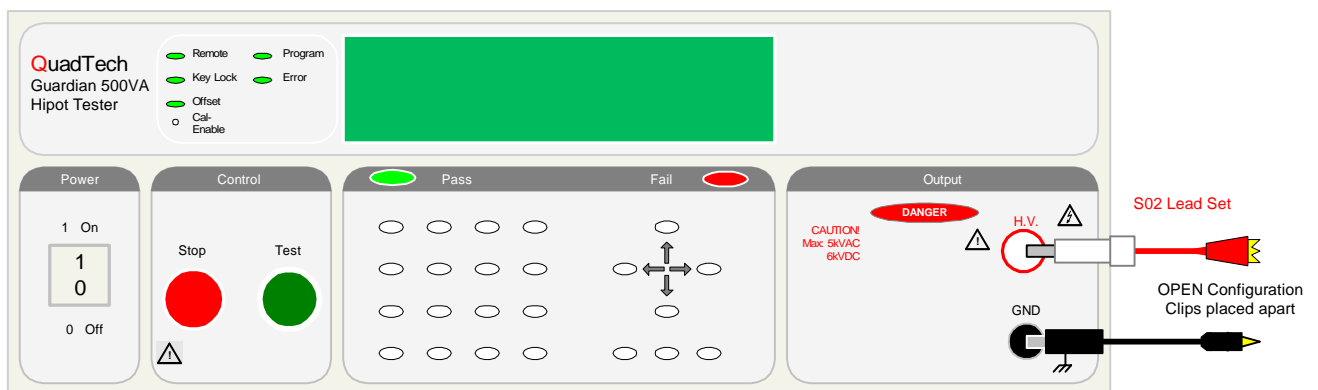 QuadTech
Guardian 500VA
Hipot Tester
Remote
Program
Key Lock
Error
Offset
Cal-
Enable
Power
Control
Pass
Fail
Output
1 On
1
0
0 Off
Stop
Test
DANGER
CAUTION!
Max: 5kVAC
6kVDC
H.V.
GND
S02 Lead Set
OPEN Configuration
Clips placed apart